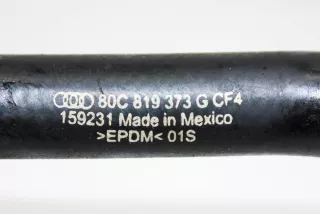 80C 819 373 G CF4
159231 Made in Mexico
>EPDM< 01S